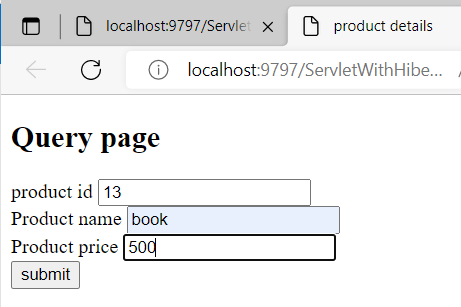 localhost:9797/Servlet
product details
localhost:9797/ServletWithHibe...
Query page
product id 13
Product name book
Product price 500
submit